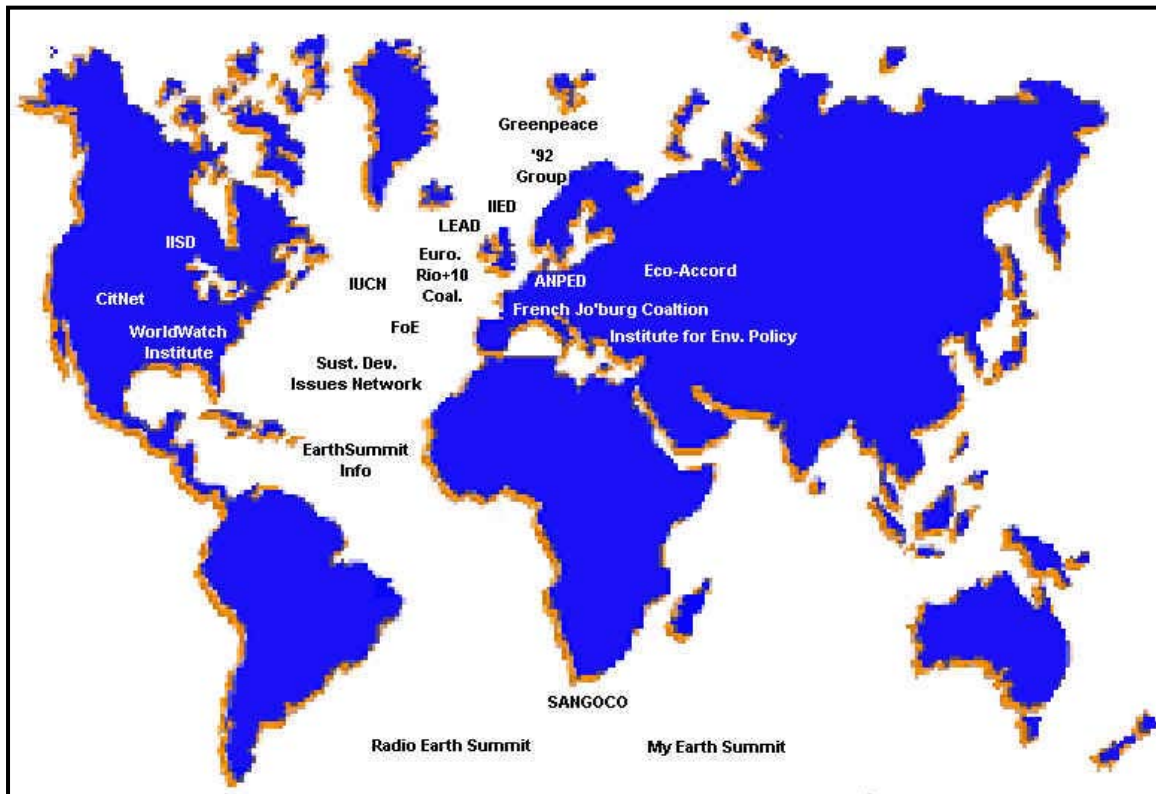 Greenpeace
'92
Group
IIED
LEAD
IISD
Euro.
Rio+10
Coal.
IUCN
ANPED
Eco-Accord
CitNet
French Jo'burg Coaltion
FoE
WorldWatch
Institute
Institute for Env. Policy
Sust. Dev.
Issues Network
EarthSummit
Info
SANGOCO
Radio Earth Summit
My Earth Summit